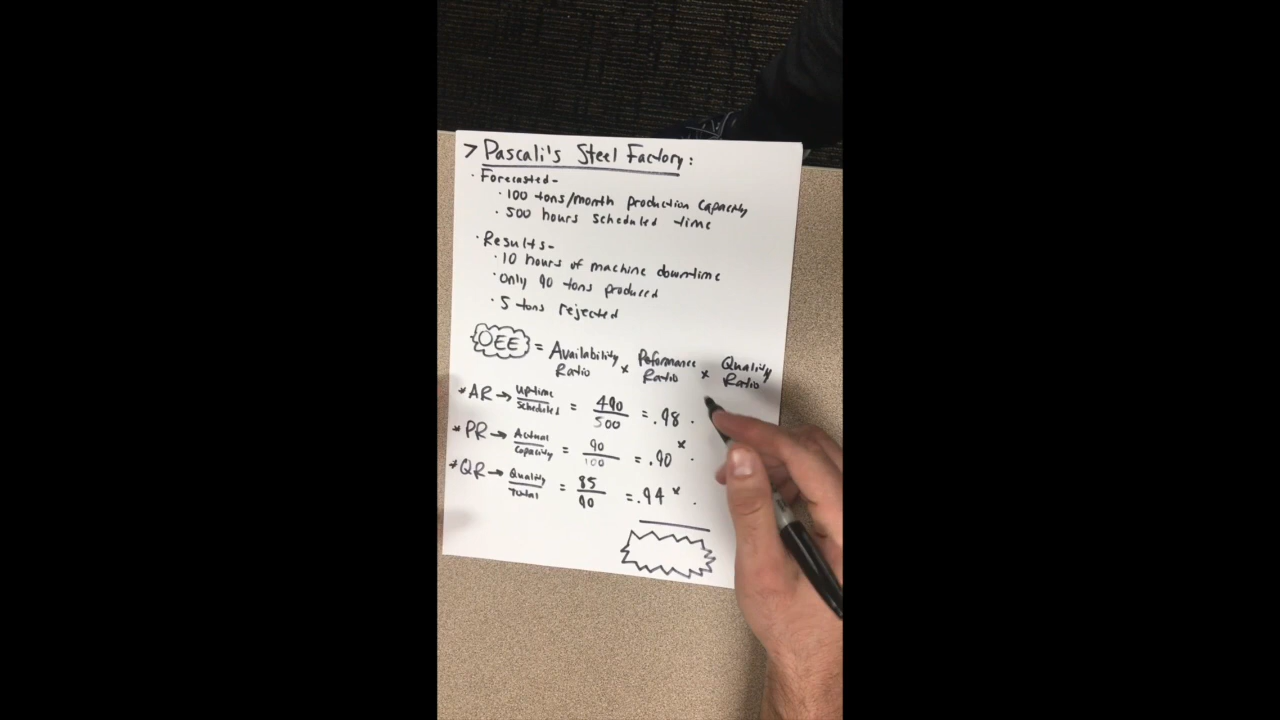 > Pascali's Steel Factory:
· Forecasted-
· 100 tons/month production capacity
· 500 hours scheduled time
· Results-
· 10 hours of machine downtime
· Only 90 tons produced
· 5 tons rejected
OEE = Availability Ratio x Peformance Ratio x Quality Ratio
* AR → Uptime/Scheduled = 490/500 = .98 .
* PR → Actual/Capacity = 90/100 = .90 x .
* QR → Quality/Total = 85/90 = .94 x .